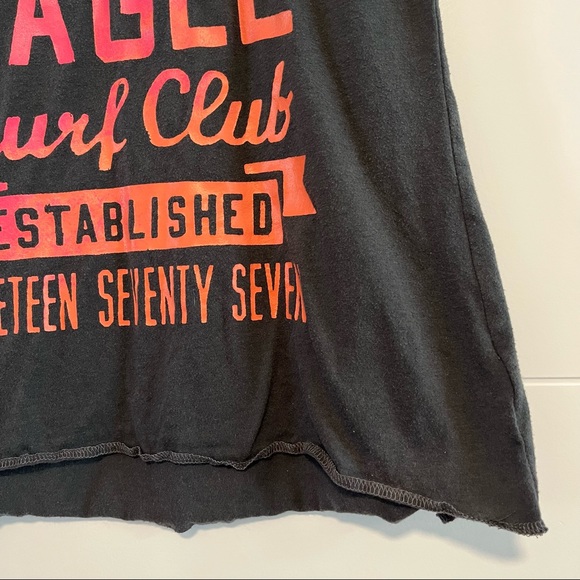 AGLE
urf Club
ESTABLISHED
ETEEN SEVENTY SEVEN